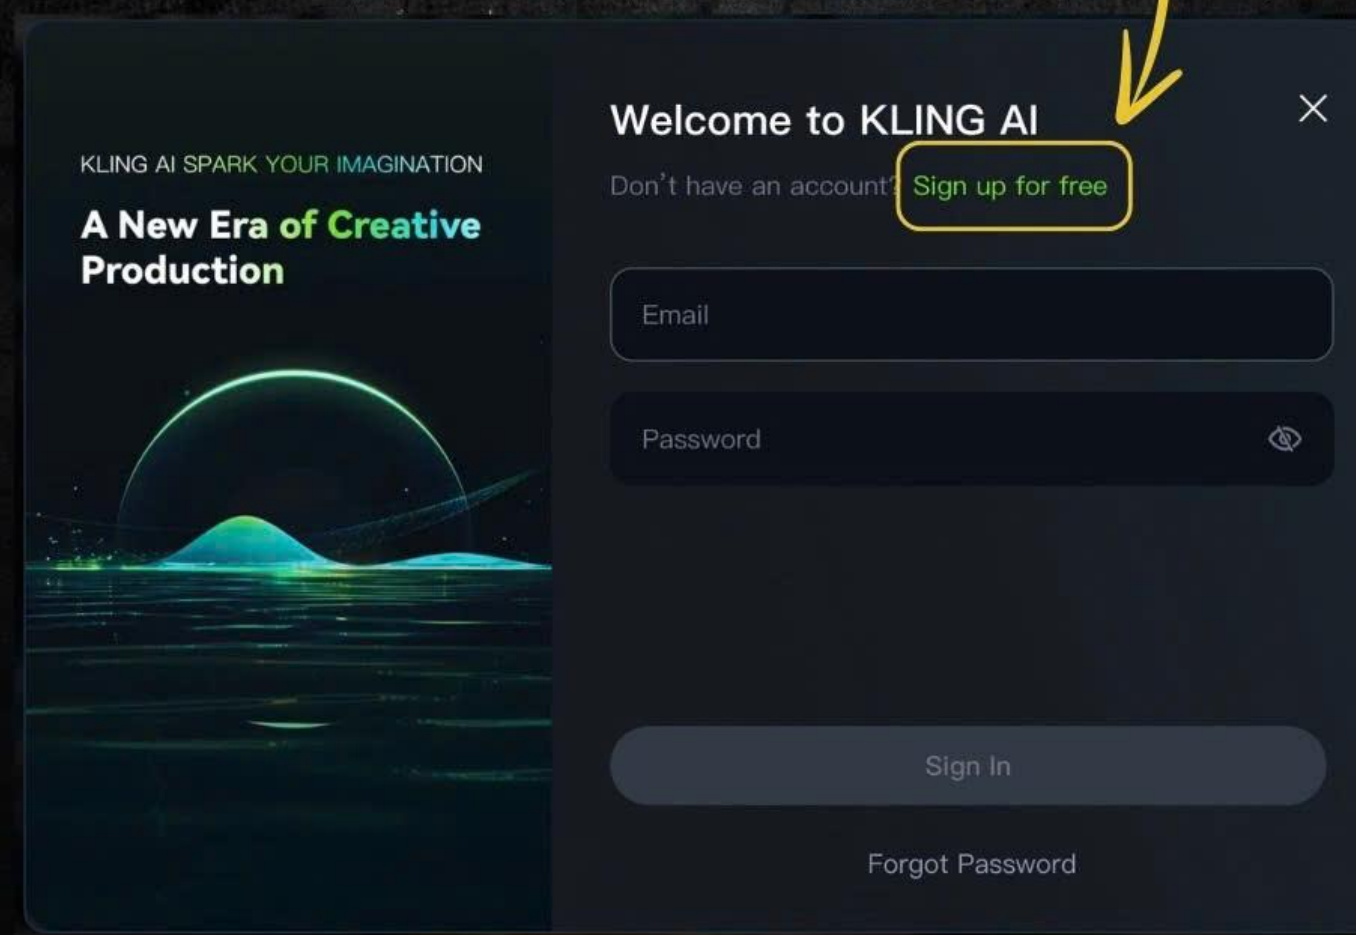 KLING AI SPARK YOUR IMAGINATION
A New Era of Creative
Production
Welcome to KLING AI
Don't have an account? Sign up for free
Email
Password
Sign In
Forgot Password